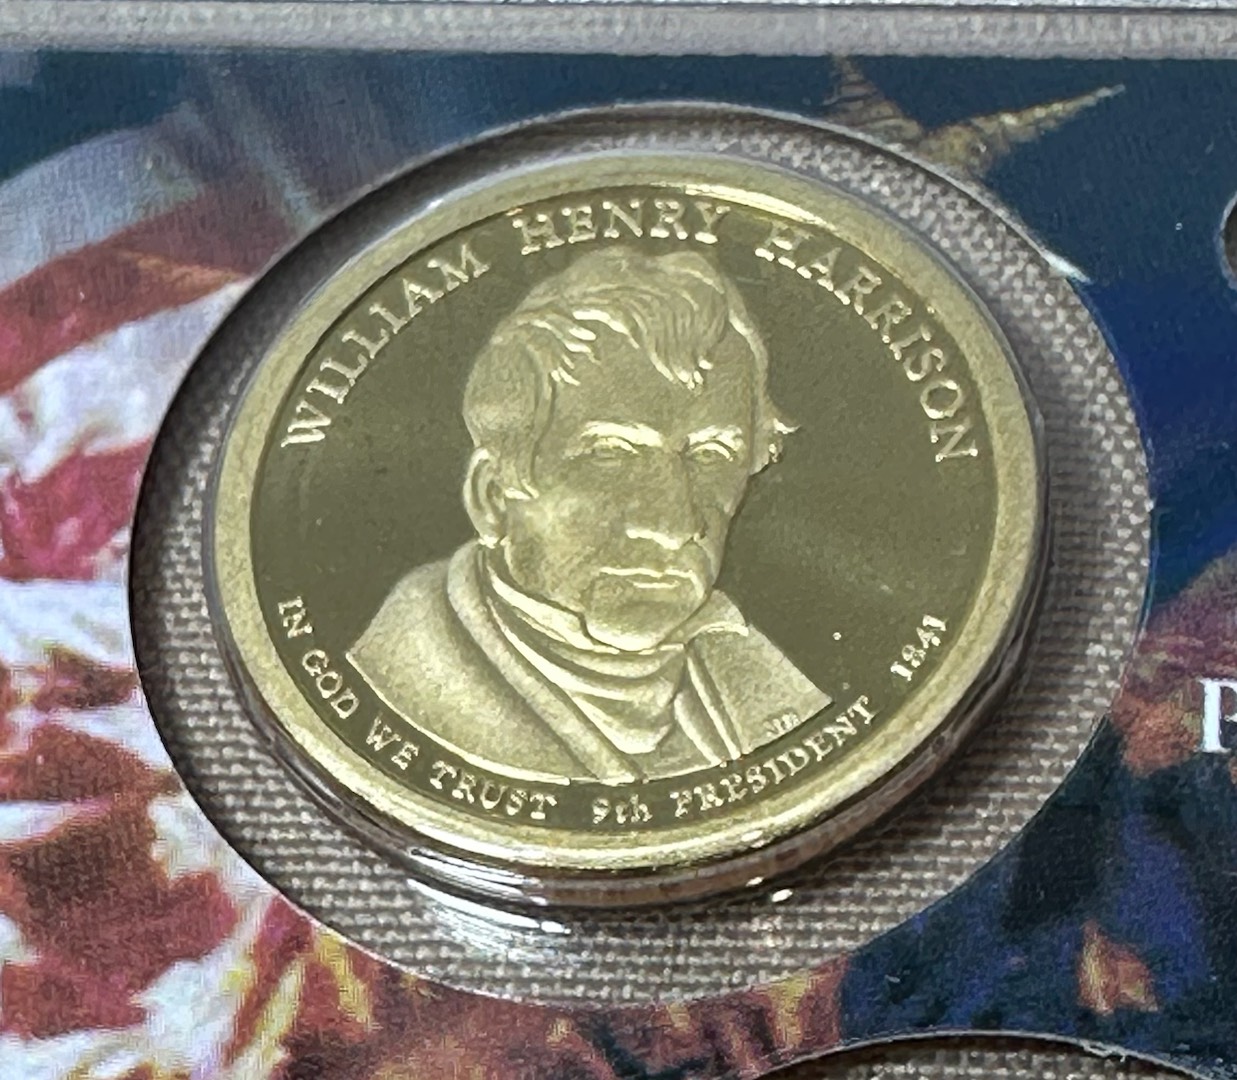 WILLIAM HENRY HARRISON
IN GOD WE TRUST 9th PRESIDENT 1841
P